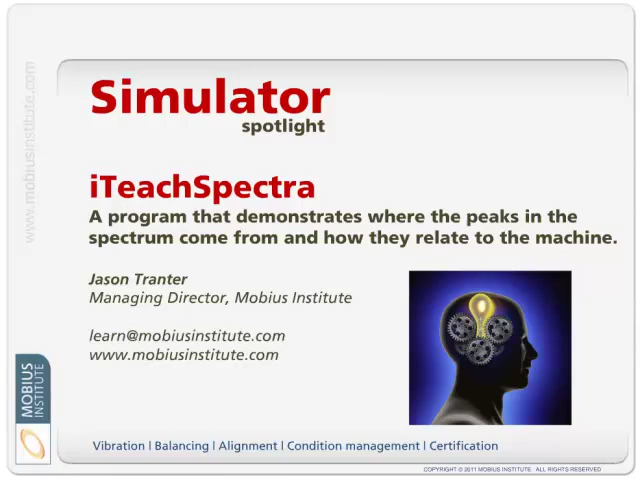 Simulator
spotlight
iTeachSpectra
A program that demonstrates where the peaks in the
spectrum come from and how they relate to the machine.
Jason Tranter
Managing Director, Mobius Institute
learn@mobiusinstitute.com
www.mobiusinstitute.com
www.mobiusinstitute.com
MOBIUS
INSTITUTE
Vibration | Balancing | Alignment | Condition management | Certification
COPYRIGHT © 2011 MOBIUS INSTITUTE ALL RIGHTS RESERVED